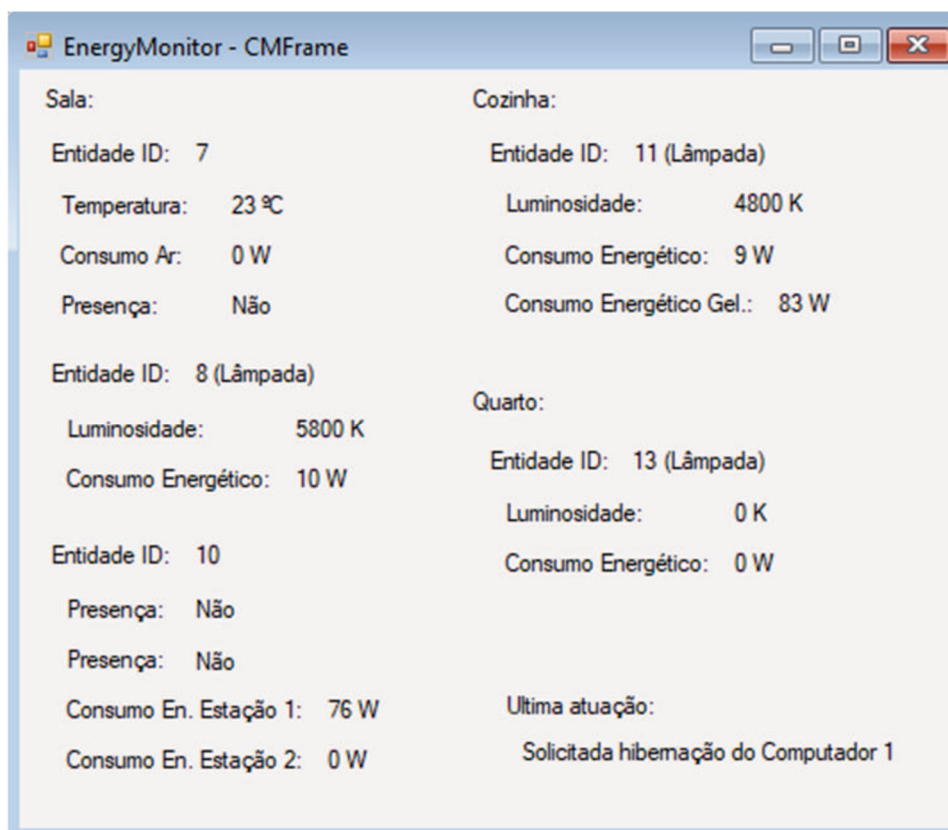 EnergyMonitor - CMFrame
Sala:
Entidade ID: 7
Temperatura: 23 ºC
Consumo Ar: 0 W
Presença: Não
Entidade ID: 8 (Lâmpada)
Luminosidade: 5800 K
Consumo Energético: 10 W
Entidade ID: 10
Presença: Não
Presença: Não
Consumo En. Estação 1: 76 W
Consumo En. Estação 2: 0 W
Cozinha:
Entidade ID: 11 (Lâmpada)
Luminosidade: 4800 K
Consumo Energético: 9 W
Consumo Energético Gel.: 83 W
Quarto:
Entidade ID: 13 (Lâmpada)
Luminosidade: 0 K
Consumo Energético: 0 W
Ultima atuação:
Solicitada hibernação do Computador 1